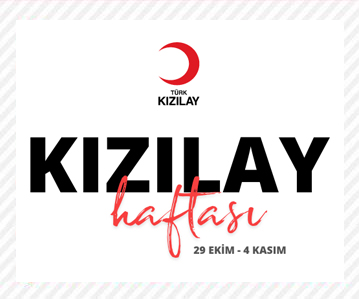 TÜRK
KIZILAY
KIZILAY
haftası
29 EKİM - 4 KASIM